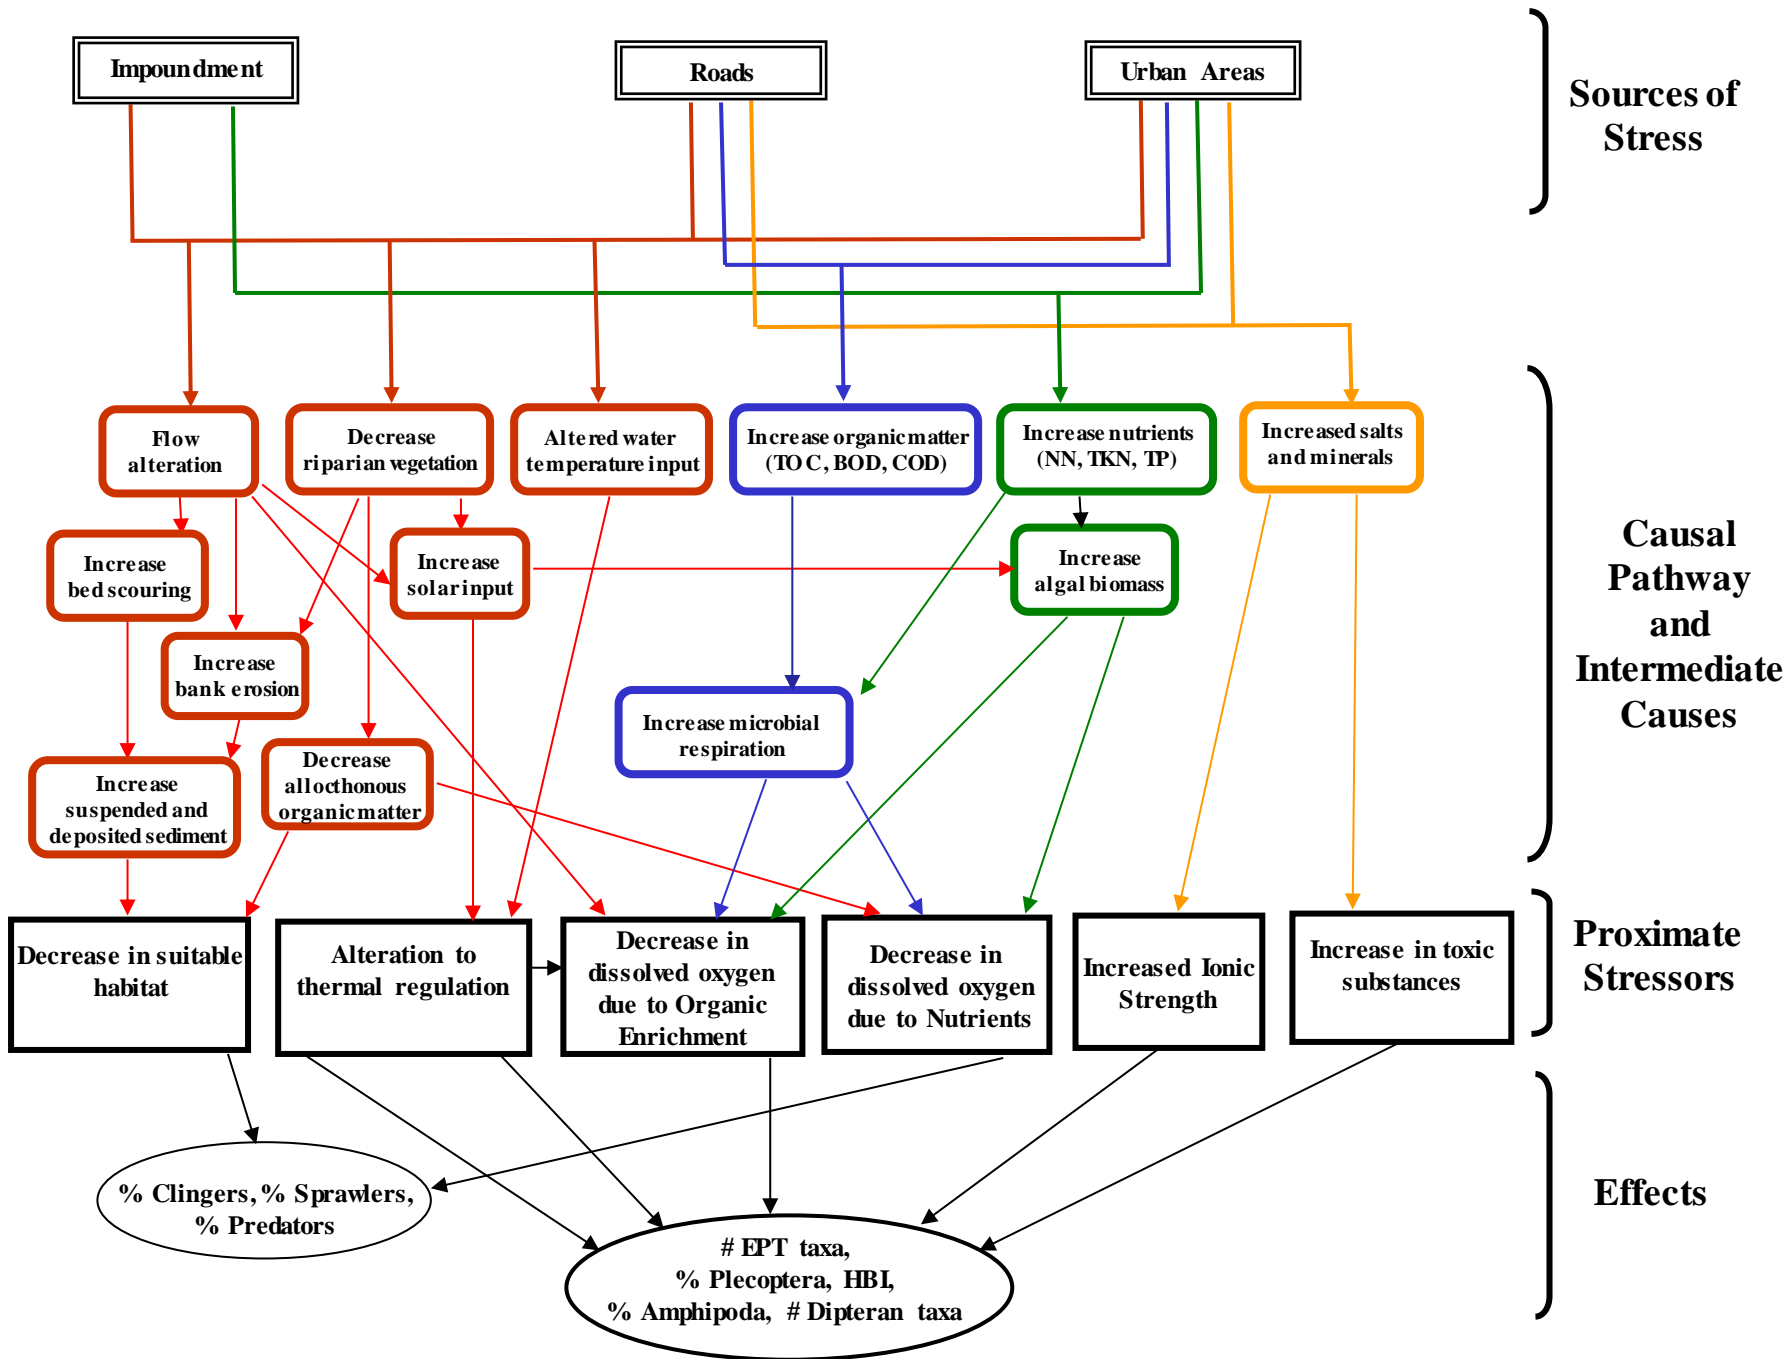 Impoundment
Roads
Urban Areas
Sources of
Stress
Flow
alteration
Decrease
riparian vegetation
Altered water
temperature input
Increase organic matter
(TOC, BOD, COD)
Increase nutrients
(NN, TKN, TP)
Increased salts
and minerals
Increase
bed scouring
Increase
solar input
Increase
algal biomass
Increase
bank erosion
Increase microbial
respiration
Increase
suspended and
deposited sediment
Decrease
allocthonous
organic matter
Causal
Pathway
and
Intermediate
Causes
Decrease in suitable
habitat
Alteration to
thermal regulation
Decrease in
dissolved oxygen
due to Organic
Enrichment
Decrease in
dissolved oxygen
due to Nutrients
Increased Ionic
Strength
Increase in toxic
substances
Proximate
Stressors
% Clingers, % Sprawlers,
% Predators
# EPT taxa,
% Plecoptera, HBI,
% Amphipoda, # Dipteran taxa
Effects